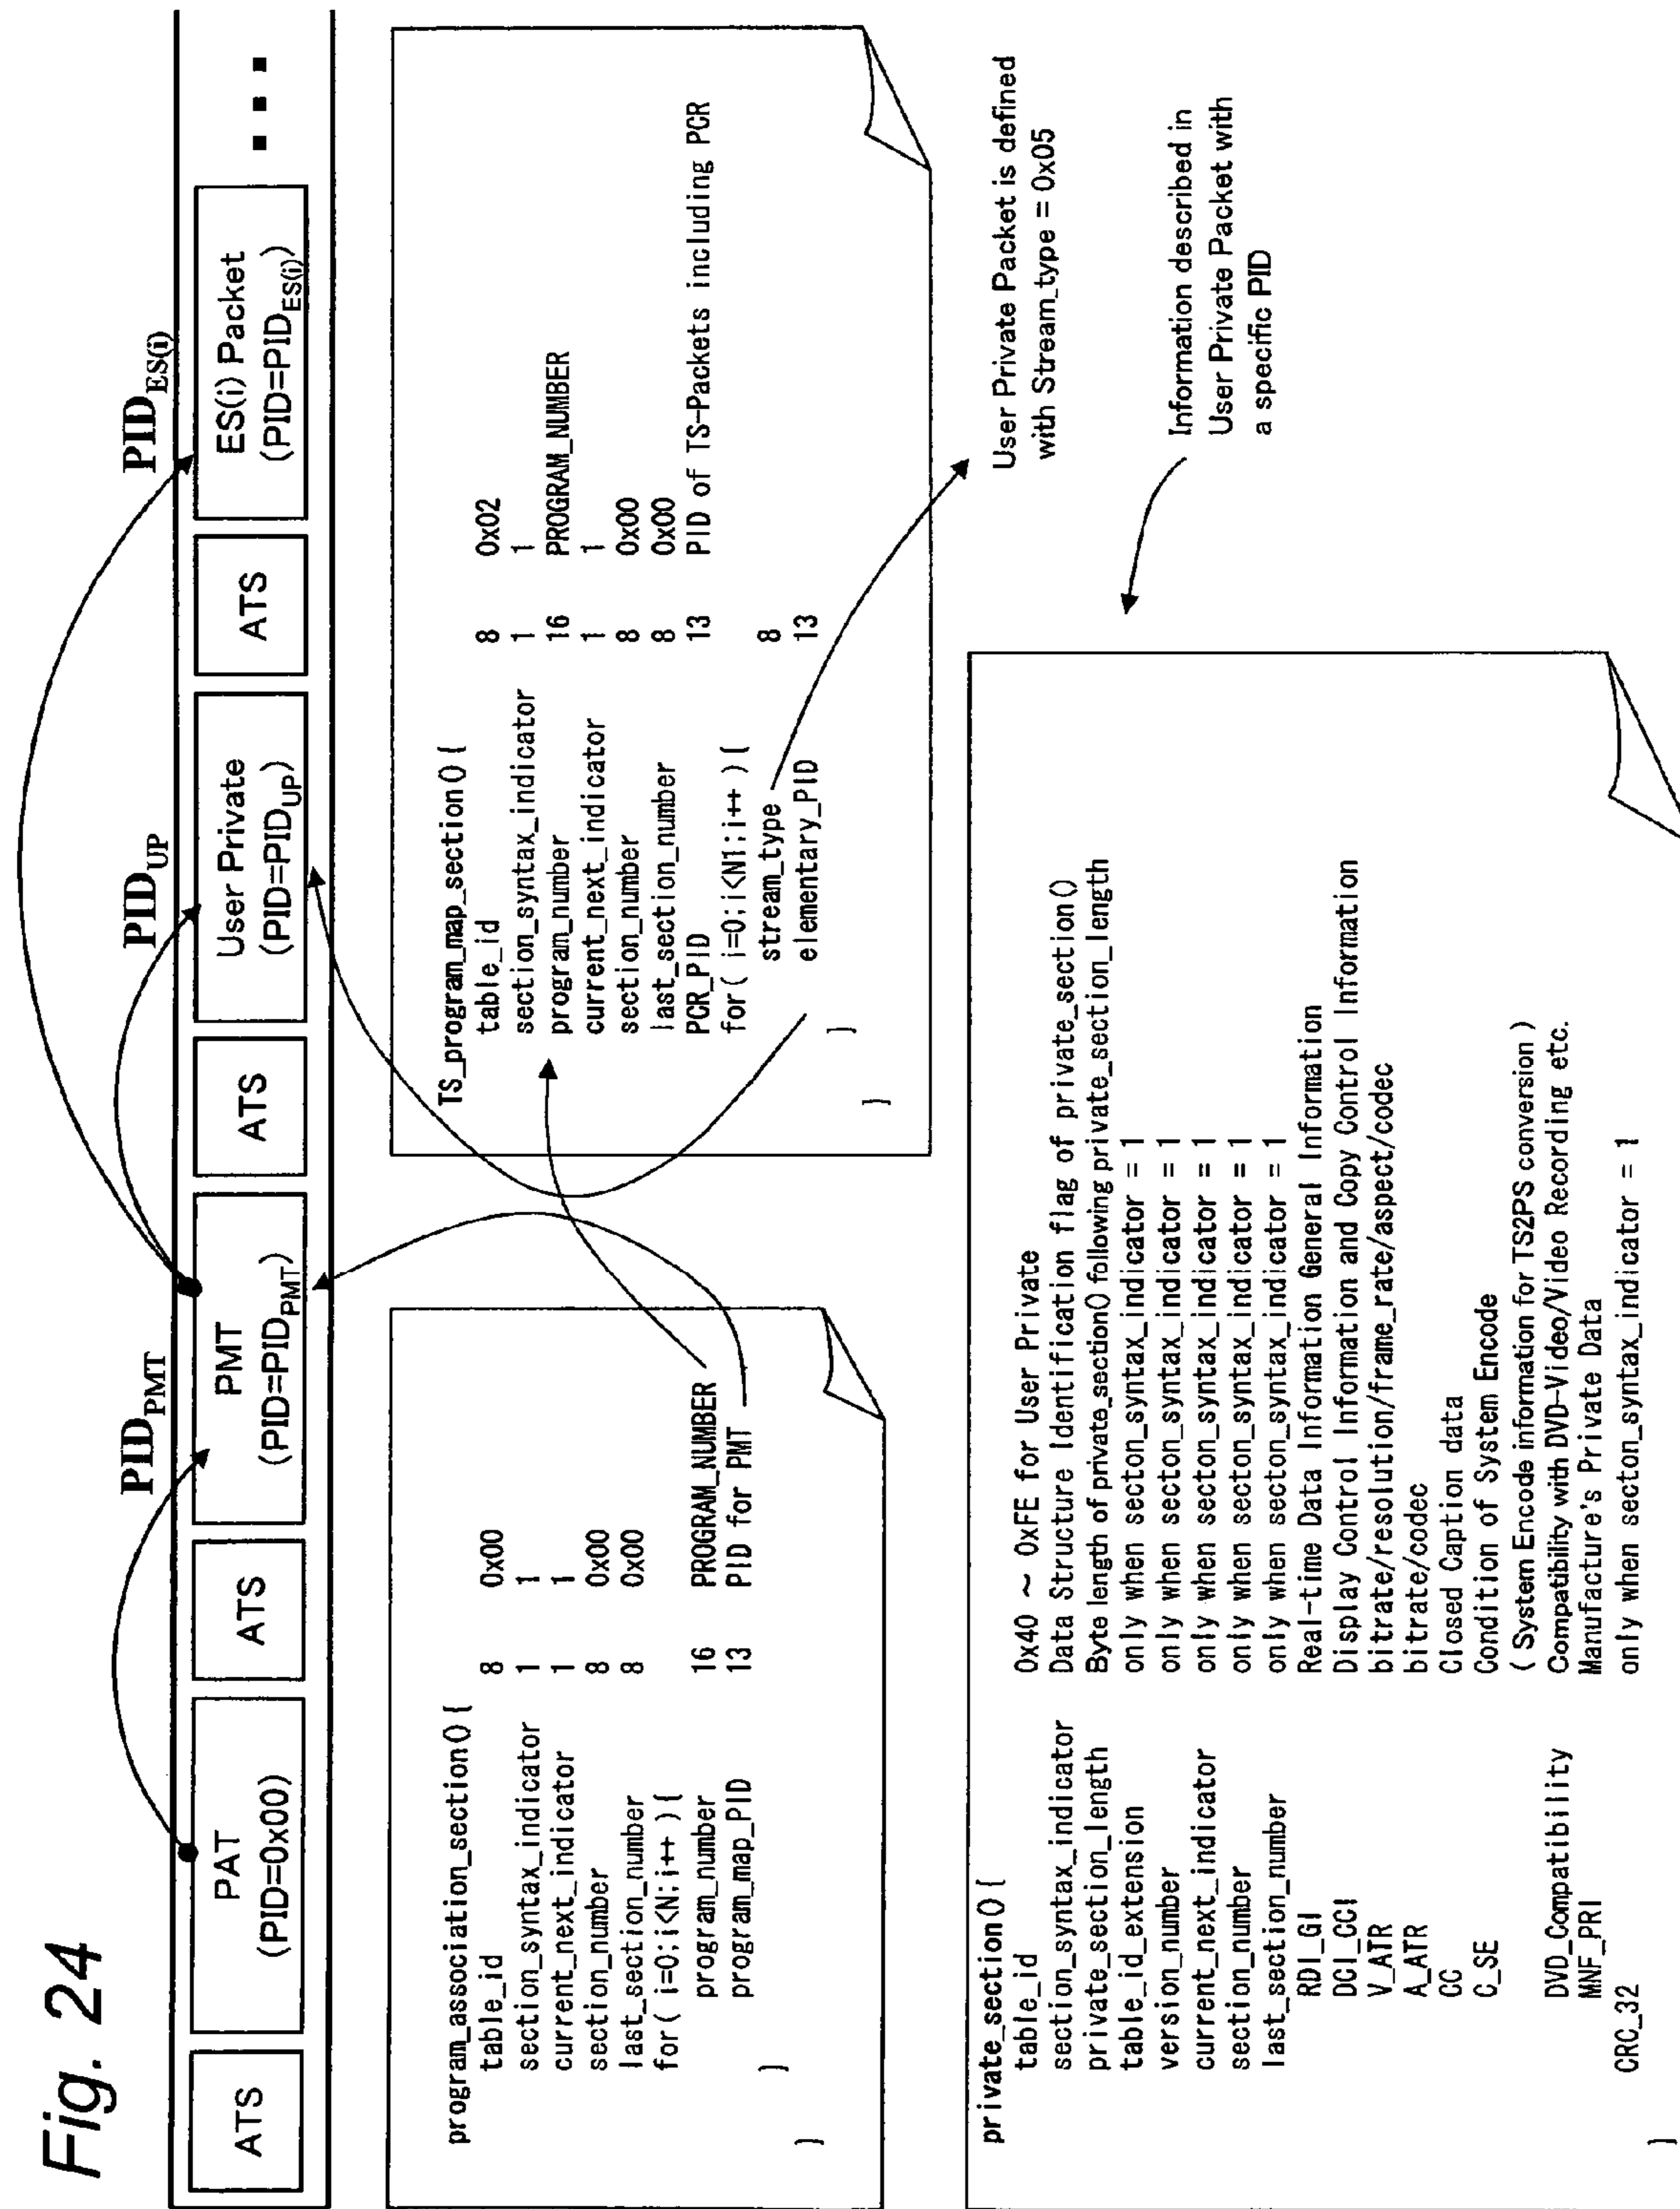 Fig. 24
PID_PMT
PID_UP
PID_ES(i)
ATS
PAT
(PID=0x00)
ATS
PMT
(PID=PID_PMT)
ATS
User Private
(PID=PID_UP)
ATS
ES(i) Packet
(PID=PID_ES(i))
■ ■ ■
program_association_section() {
table_id 8 0x00
section_syntax_indicator 1 1
current_next_indicator 1 1
section_number 8 0x00
last_section_number 8 0x00
for( i=0;i<N;i++ ) {
program_number 16 PROGRAM_NUMBER
program_map_PID 13 PID for PMT
}
TS_program_map_section() {
table_id 8 0x02
section_syntax_indicator 1 1
program_number 16 PROGRAM_NUMBER
current_next_indicator 1 1
section_number 8 0x00
last_section_number 8 0x00
PCR_PID 13 PID of TS-Packets including PCR
for( i=0;i<N1;i++ ) {
stream_type 8
elementary_PID 13
}
User Private Packet is defined
with Stream_type = 0x05
private_section() {
table_id 0x40 ~ 0xFE for User Private
section_syntax_indicator Data Structure Identification flag of private_section()
private_section_length Byte length of private_section() following private_section_length
table_id_extension only when secton_syntax_indicator = 1
version_number only when secton_syntax_indicator = 1
current_next_indicator only when secton_syntax_indicator = 1
section_number only when secton_syntax_indicator = 1
last_section_number only when secton_syntax_indicator = 1
RDI_GI Real-time Data Information General Information
DCI_CCI Display Control Information and Copy Control Information
V_ATR bitrate/resolution/frame_rate/aspect/codec
A_ATR bitrate/codec
CC Closed Caption data
C_SE Condition of System Encode
( System Encode information for TS2PS conversion )
DVD_Compatibility Compatibility with DVD-Video/Video Recording etc.
MNF_PRI Manufacture's Private Data
CRC_32 only when secton_syntax_indicator = 1
}
Information described in
User Private Packet with
a specific PID